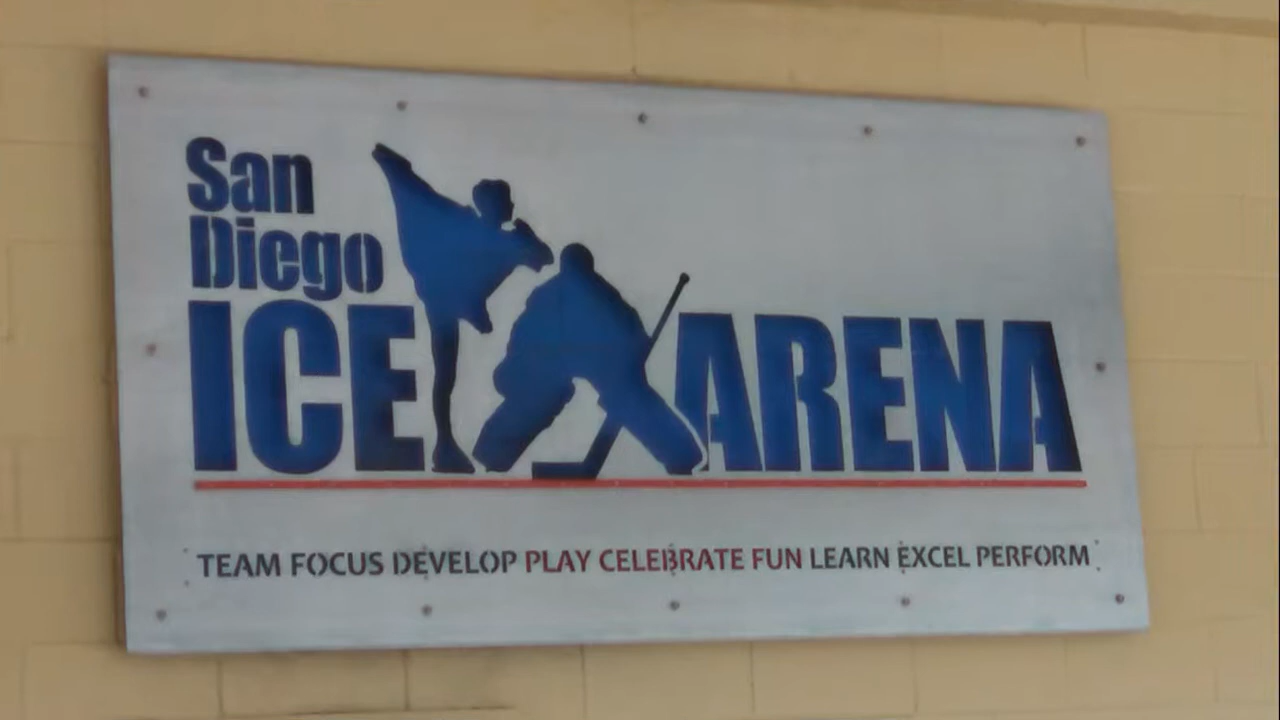 San
Diego
ICE ARENA
TEAM FOCUS DEVELOP PLAY CELEBRATE FUN LEARN EXCEL PERFORM